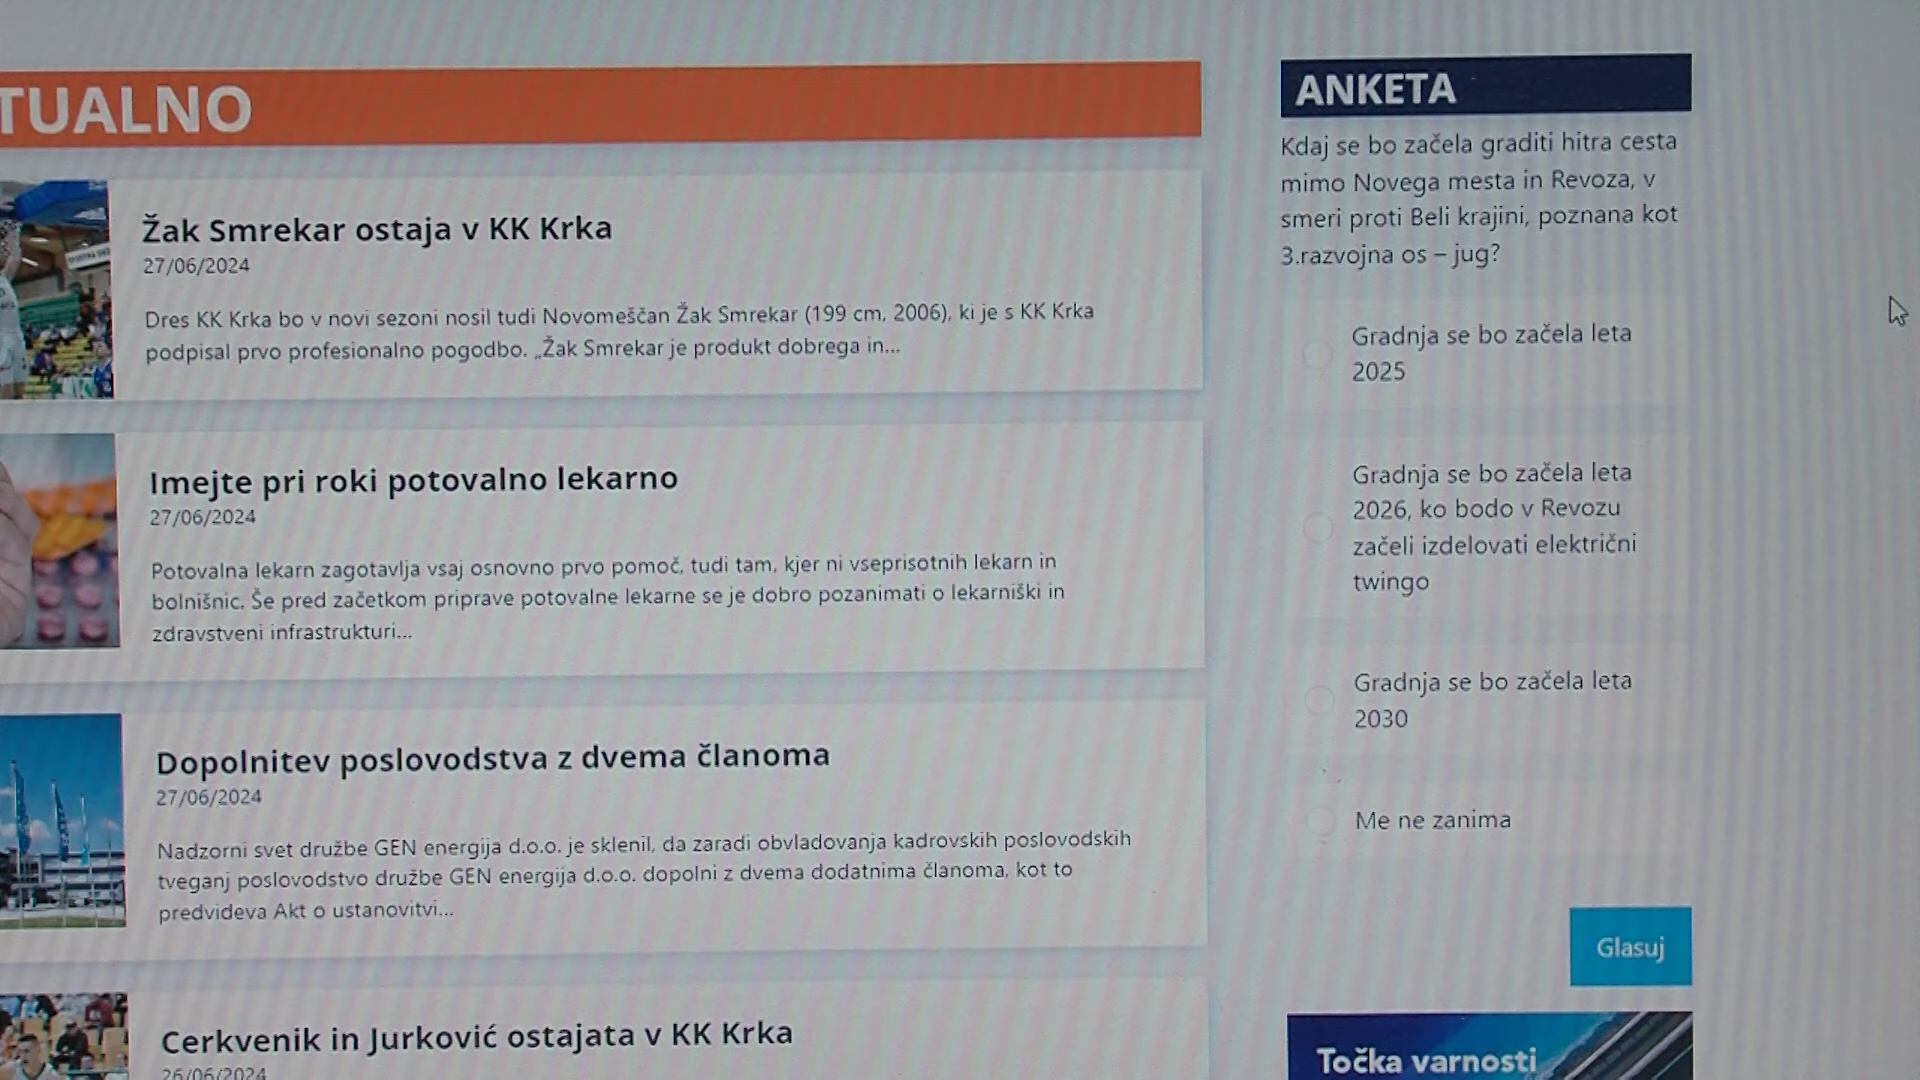 TUALNO
Žak Smrekar ostaja v KK Krka
27/06/2024
Dres KK Krka bo v novi sezoni nosil tudi Novomeščan Žak Smrekar (199 cm, 2006), ki je s KK Krka
podpisal prvo profesionalno pogodbo. „Žak Smrekar je produkt dobrega in...
Imejte pri roki potovalno lekarno
27/06/2024
Potovalna lekarn zagotavlja vsaj osnovno prvo pomoč, tudi tam, kjer ni vseprisotnih lekarn in
bolnišnic. Še pred začetkom priprave potovalne lekarne se je dobro pozanimati o lekarniški in
zdravstveni infrastrukturi...
Dopolnitev poslovodstva z dvema članoma
27/06/2024
Nadzorni svet družbe GEN energija d.o.o. je sklenil, da zaradi obvladovanja kadrovskih poslovodskih
tveganj poslovodstvo družbe GEN energija d.o.o. dopolni z dvema dodatnima članoma, kot to
predvideva Akt o ustanovitvi...
Cerkvenik in Jurković ostajata v KK Krka
26/06/2024
ANKETA
Kdaj se bo začela graditi hitra cesta
mimo Novega mesta in Revoza, v
smeri proti Beli krajini, poznana kot
3.razvojna os – jug?
Gradnja se bo začela leta
2025
Gradnja se bo začela leta
2026, ko bodo v Revozu
začeli izdelovati električni
twingo
Gradnja se bo začela leta
2030
Me ne zanima
Glasuj
Točka varnosti